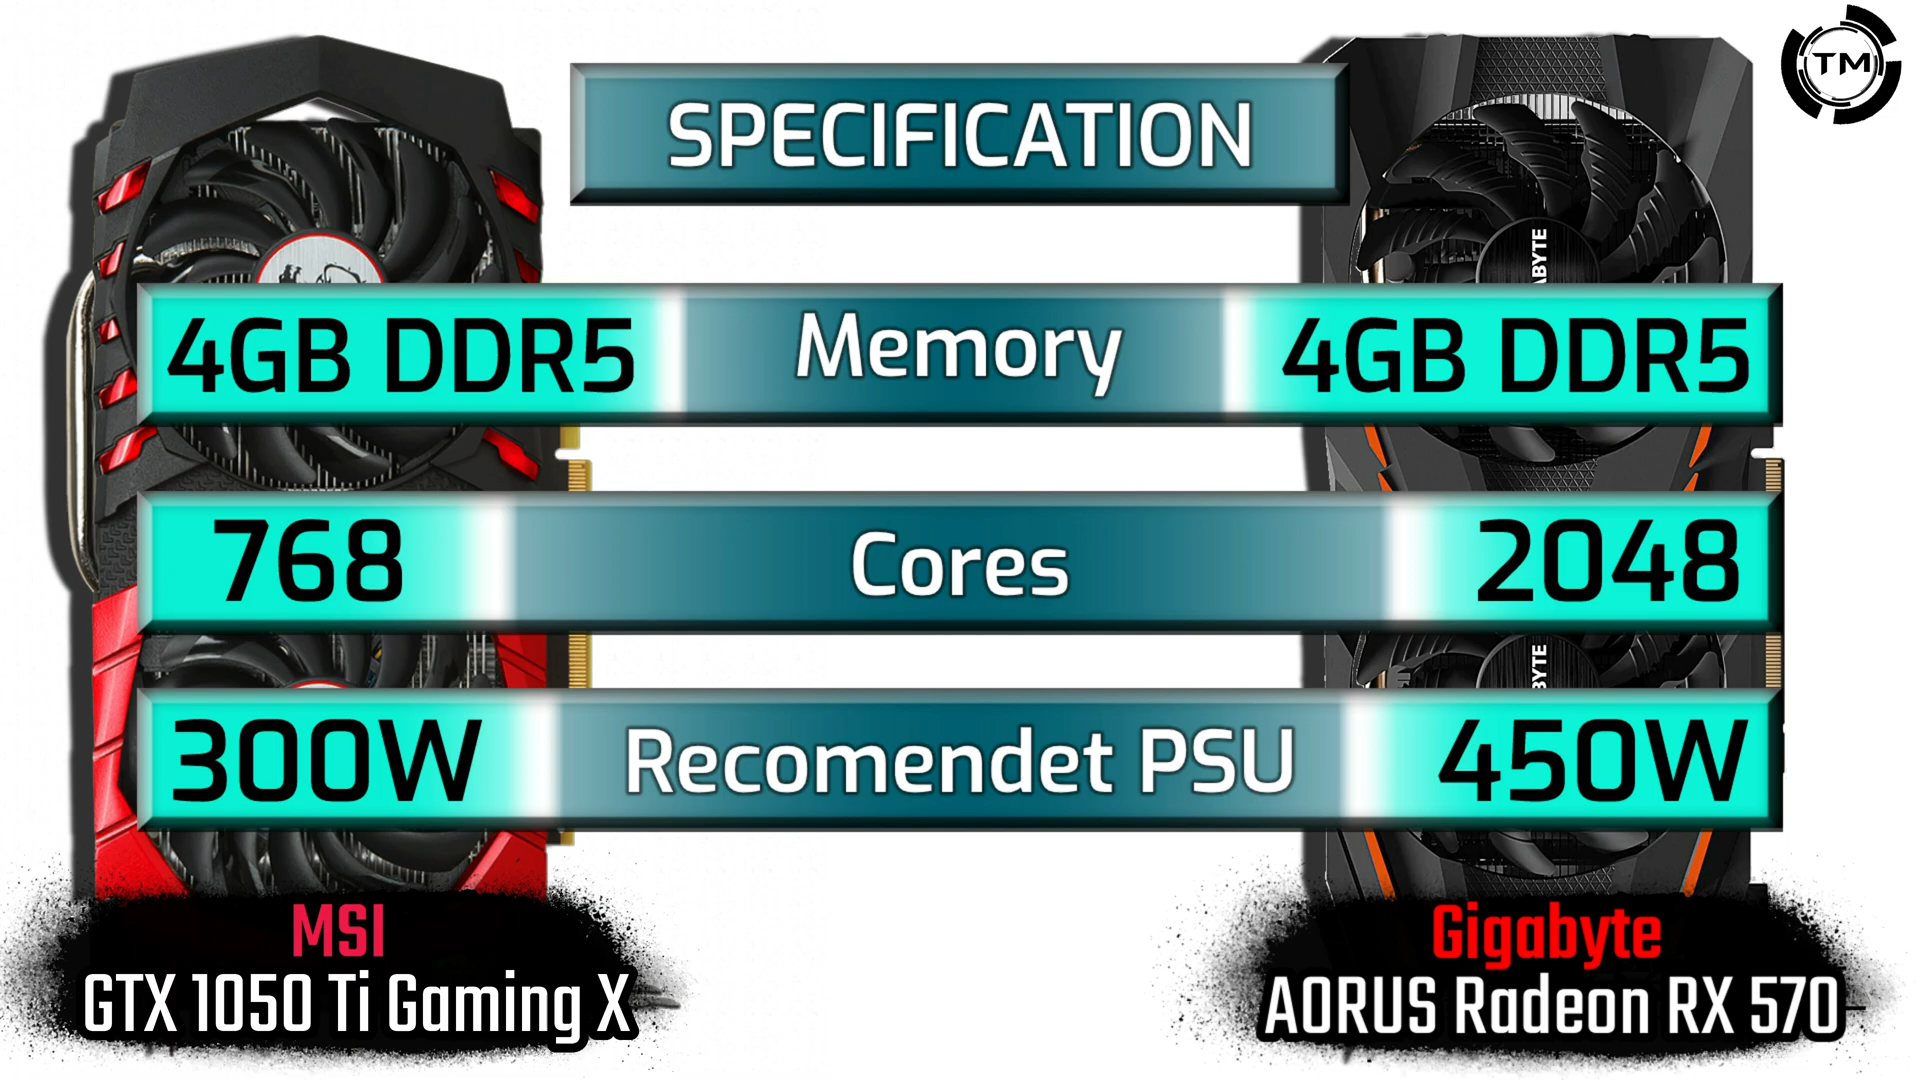 TM
SPECIFICATION
4GB DDR5 Memory 4GB DDR5
768 Cores 2048
300W Recomendet PSU 450W
MSI
GTX 1050 Ti Gaming X
Gigabyte
AORUS Radeon RX 570